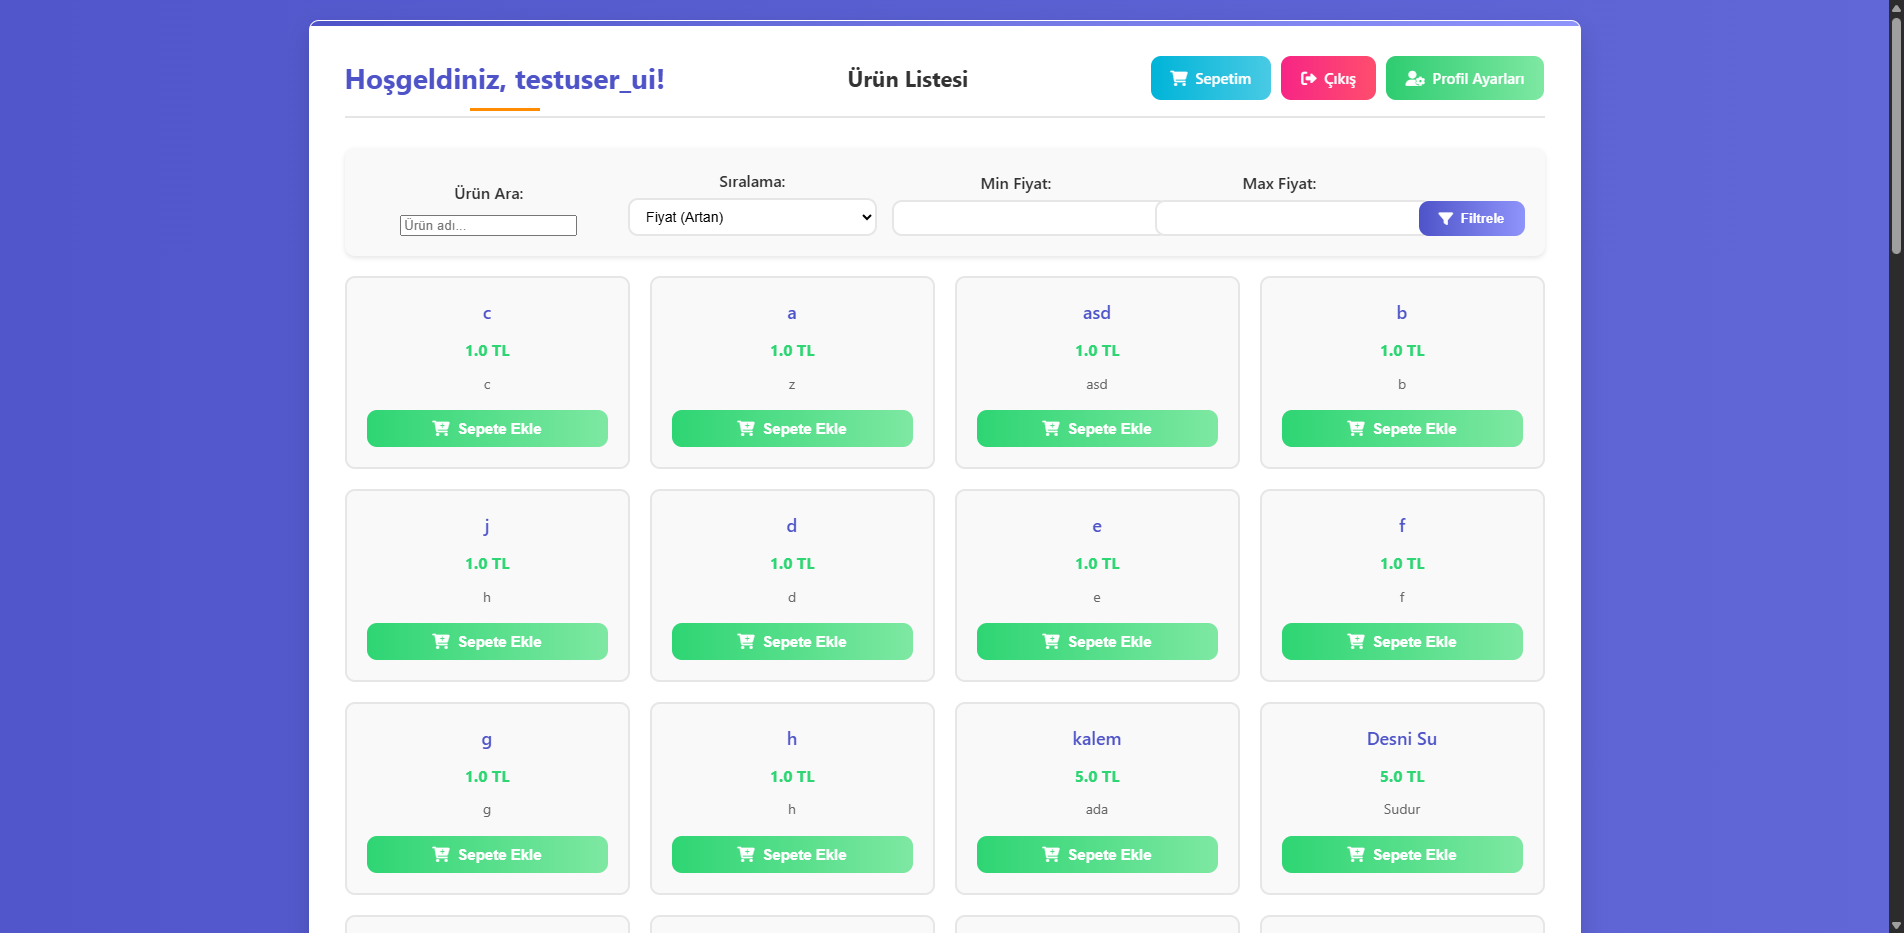 Hoşgeldiniz, testuser_ui!
Ürün Listesi
Sepetim
Çıkış
Profil Ayarları
Ürün Ara:
Ürün adı...
Sıralama:
Fiyat (Artan)
Min Fiyat:
Max Fiyat:
Filtrele
c
1.0 TL
c
Sepete Ekle
a
1.0 TL
z
Sepete Ekle
asd
1.0 TL
asd
Sepete Ekle
b
1.0 TL
b
Sepete Ekle
j
1.0 TL
h
Sepete Ekle
d
1.0 TL
d
Sepete Ekle
e
1.0 TL
e
Sepete Ekle
f
1.0 TL
f
Sepete Ekle
g
1.0 TL
g
Sepete Ekle
h
1.0 TL
h
Sepete Ekle
kalem
5.0 TL
ada
Sepete Ekle
Desni Su
5.0 TL
Sudur
Sepete Ekle